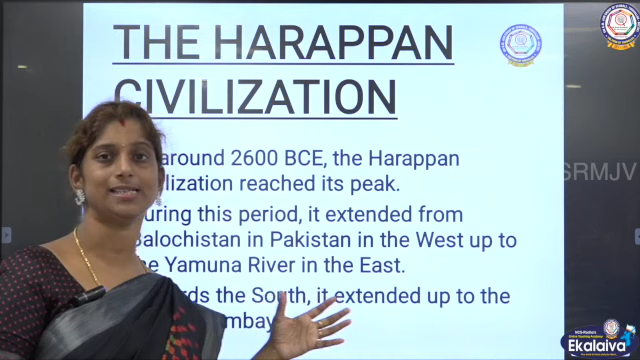 THE HARAPPAN
CIVILIZATION
around 2600 BCE, the Harappan
ilization reached its peak.
uring this period, it extended from
Balochistan in Pakistan in the West up to
e Yamuna River in the East.
rds the South, it extended up to the
mbay
SRMJV
Ekalaiva